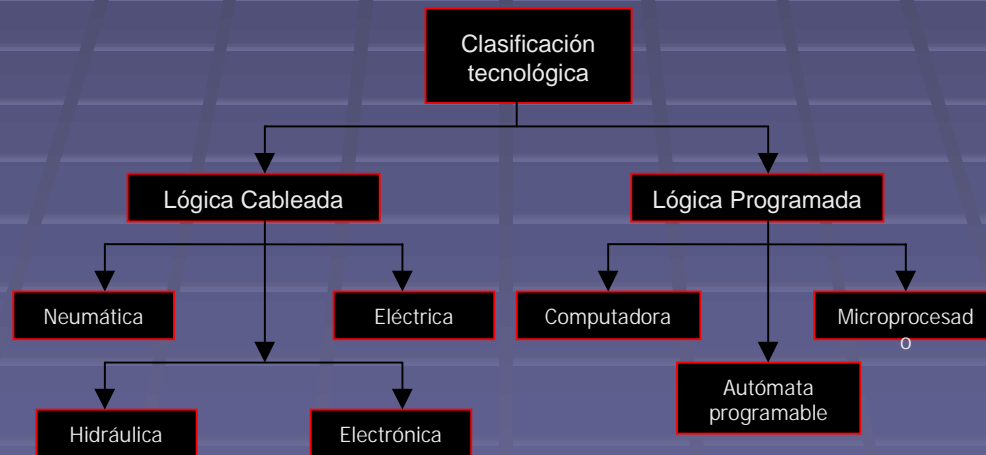 Clasificación
tecnológica
Lógica Cableada
Lógica Programada
Neumática
Eléctrica
Computadora
Microprocesad
o
Autómata
programable
Hidráulica
Electrónica